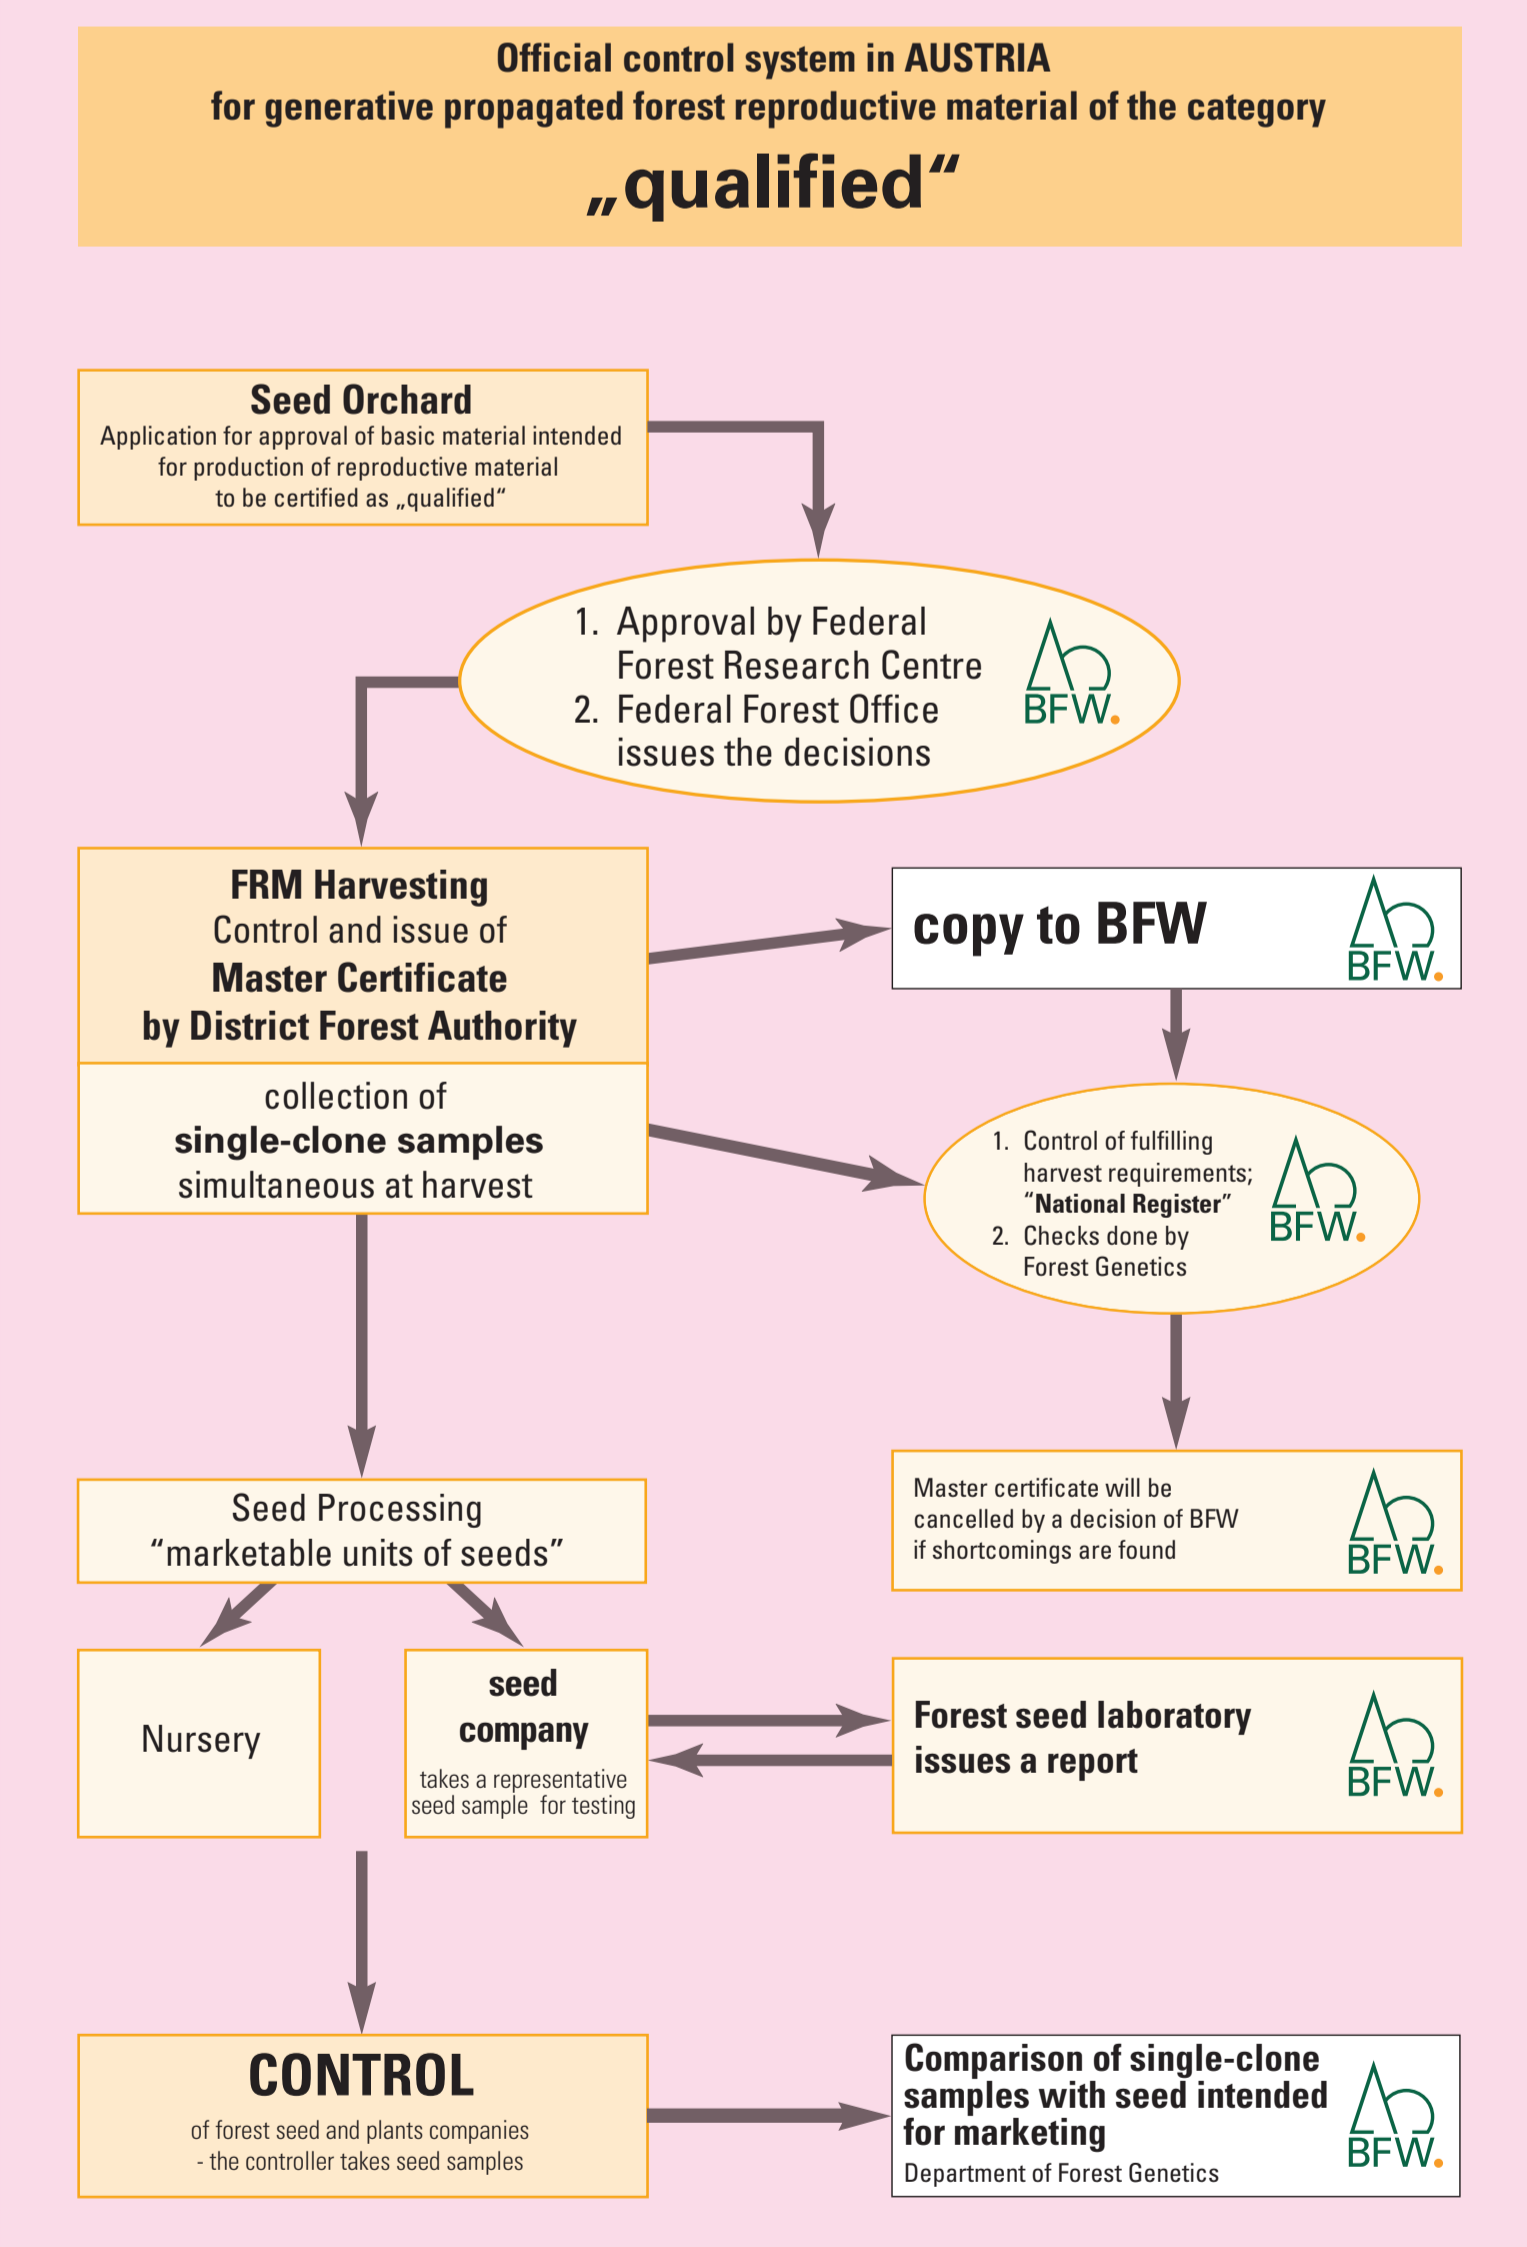 Official control system in AUSTRIA
for generative propagated forest reproductive material of the category
„qualified“
Seed Orchard
Application for approval of basic material intended
for production of reproductive material
to be certified as „qualified“
1. Approval by Federal
Forest Research Centre
2. Federal Forest Office
issues the decisions
BFW.
FRM Harvesting
Control and issue of
Master Certificate
by District Forest Authority
collection of
single-clone samples
simultaneous at harvest
copy to BFW
BFW.
1. Control of fulfilling
harvest requirements;
“National Register”
2. Checks done by
Forest Genetics
BFW.
Master certificate will be
cancelled by a decision of BFW
if shortcomings are found
BFW.
Seed Processing
“marketable units of seeds”
Nursery
seed
company
takes a representative
seed sample for testing
Forest seed laboratory
issues a report
BFW.
CONTROL
of forest seed and plants companies
- the controller takes seed samples
Comparison of single-clone
samples with seed intended
for marketing
Department of Forest Genetics
BFW.